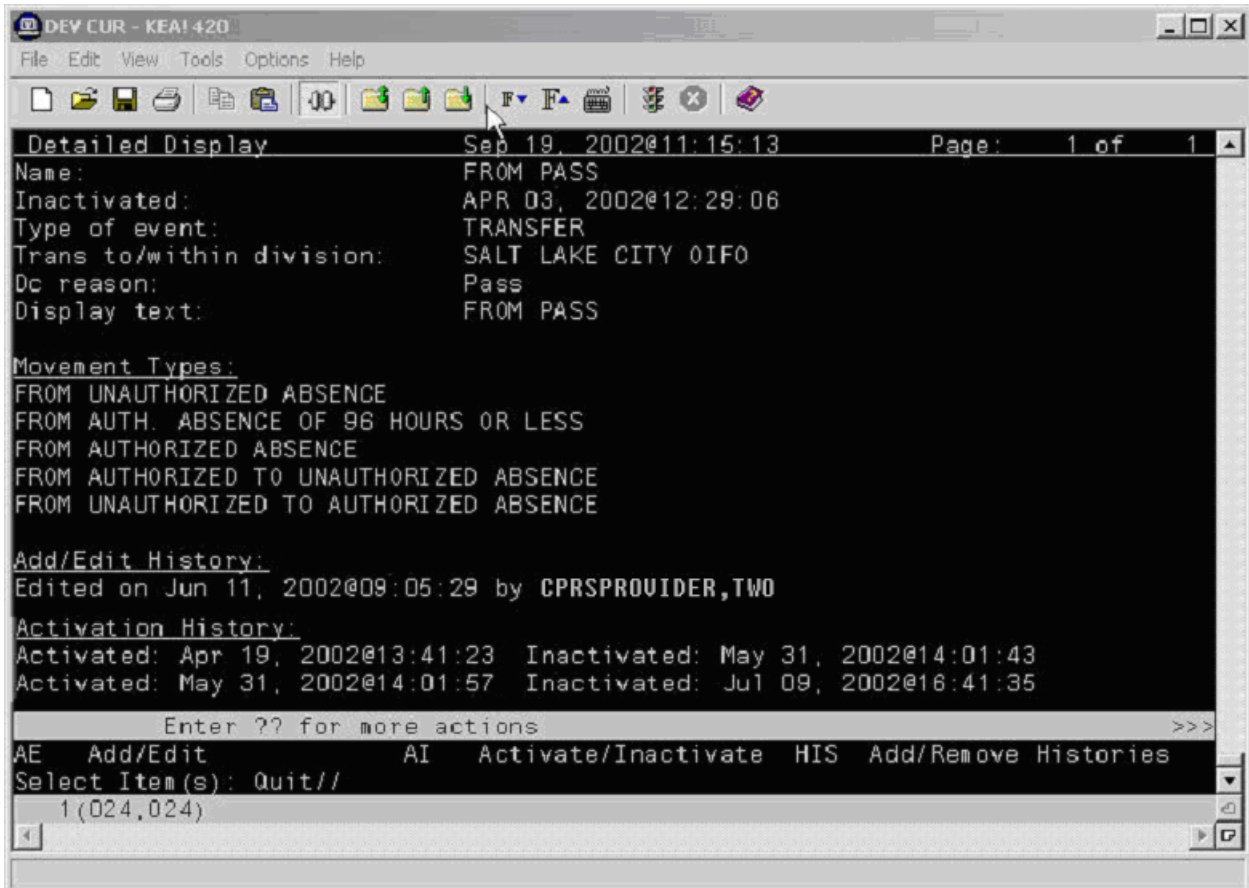 DEV CUR - KEA! 420
File Edit View Tools Options Help
Detailed Display Sep 19, 2002@11:15:13 Page: 1 of 1
Name: FROM PASS
Inactivated: APR 03, 2002@12:29:06
Type of event: TRANSFER
Trans to/within division: SALT LAKE CITY OIFO
Dc reason: Pass
Display text: FROM PASS
Movement Types:
FROM UNAUTHORIZED ABSENCE
FROM AUTH. ABSENCE OF 96 HOURS OR LESS
FROM AUTHORIZED ABSENCE
FROM AUTHORIZED TO UNAUTHORIZED ABSENCE
FROM UNAUTHORIZED TO AUTHORIZED ABSENCE
Add/Edit History:
Edited on Jun 11, 2002@09:05:29 by CPRSPROVIDER,TWO
Activation History:
Activated: Apr 19, 2002@13:41:23 Inactivated: May 31, 2002@14:01:43
Activated: May 31, 2002@14:01:57 Inactivated: Jul 09, 2002@16:41:35
Enter ?? for more actions >>>
AE Add/Edit AI Activate/Inactivate HIS Add/Remove Histories
Select Item(s): Quit//
1(024,024)